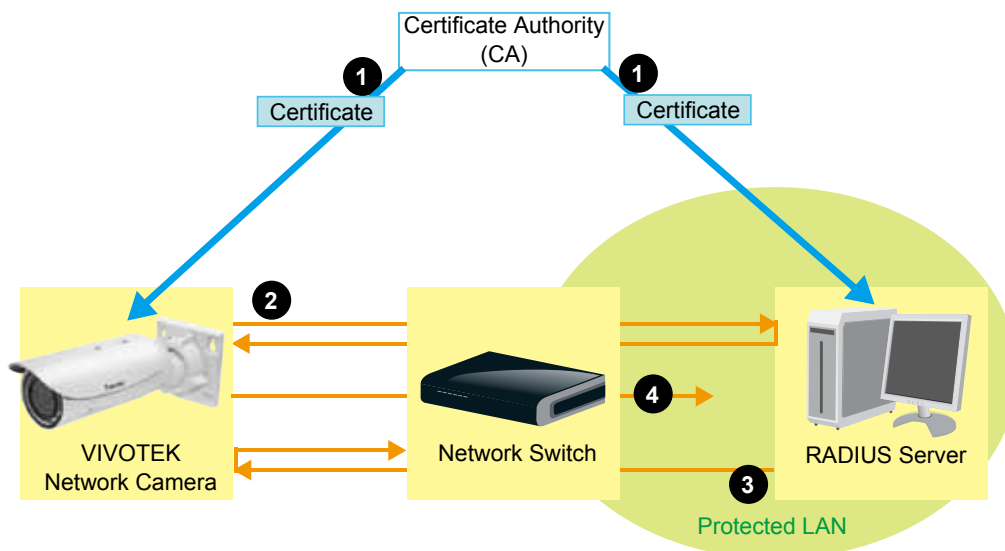 Certificate Authority
(CA)
1
1
Certificate
Certificate
2
4
VIVOTEK
Network Camera
Network Switch
RADIUS Server
3
Protected LAN